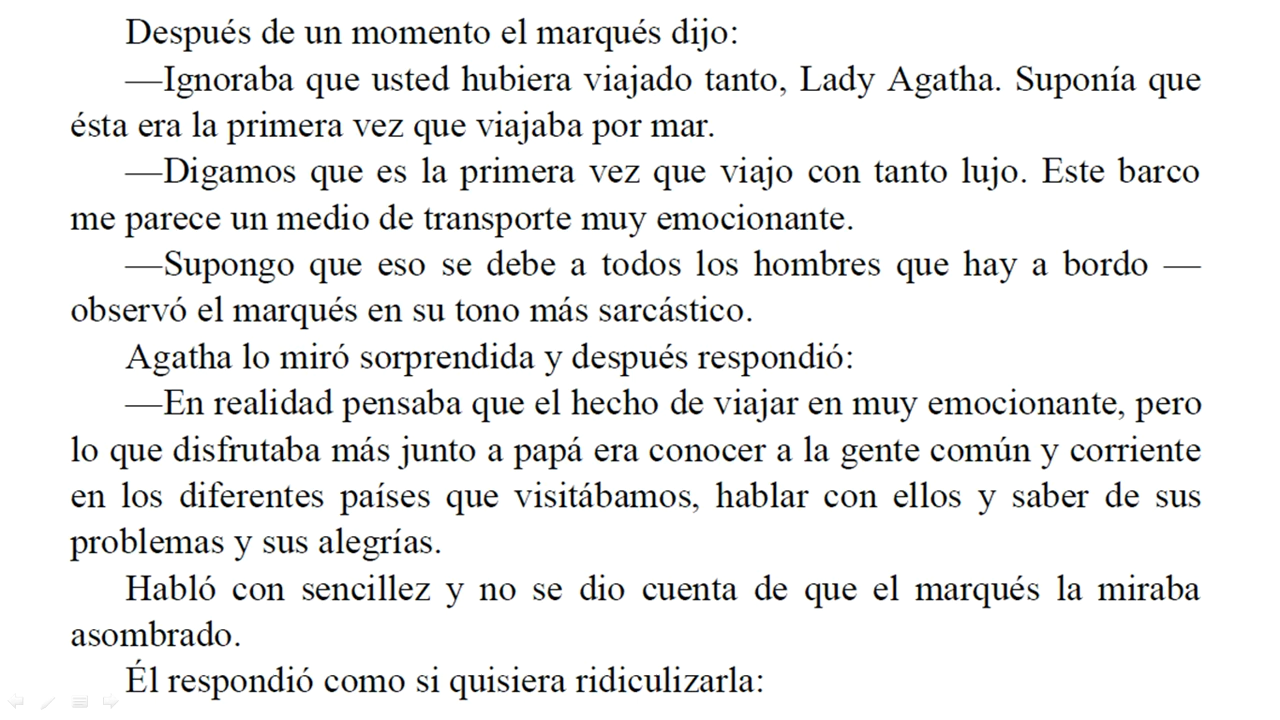 Después de un momento el marqués dijo:
—Ignoraba que usted hubiera viajado tanto, Lady Agatha. Suponía que
ésta era la primera vez que viajaba por mar.
—Digamos que es la primera vez que viajo con tanto lujo. Este barco
me parece un medio de transporte muy emocionante.
—Supongo que eso se debe a todos los hombres que hay a bordo —
observó el marqués en su tono más sarcástico.
Agatha lo miró sorprendida y después respondió:
—En realidad pensaba que el hecho de viajar en muy emocionante, pero
lo que disfrutaba más junto a papá era conocer a la gente común y corriente
en los diferentes países que visitábamos, hablar con ellos y saber de sus
problemas y sus alegrías.
Habló con sencillez y no se dio cuenta de que el marqués la miraba
asombrado.
Él respondió como si quisiera ridiculizarla: